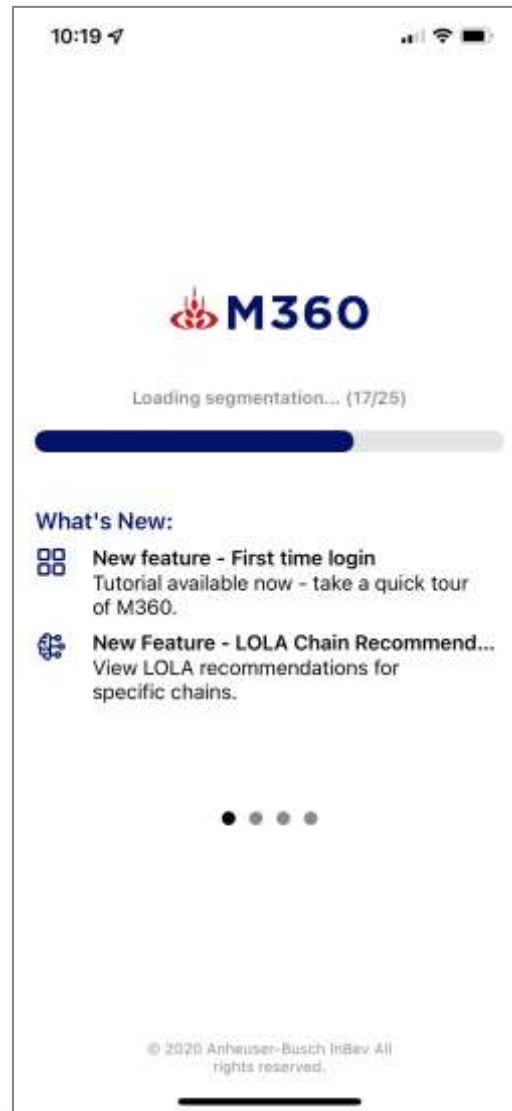 10:19
M360
Loading segmentation... (17/25)
What's New:
New feature - First time login
Tutorial available now - take a quick tour
of M360.
New Feature - LOLA Chain Recommend...
View LOLA recommendations for
specific chains.
© 2020 Anheuser-Busch InBev All
rights reserved.